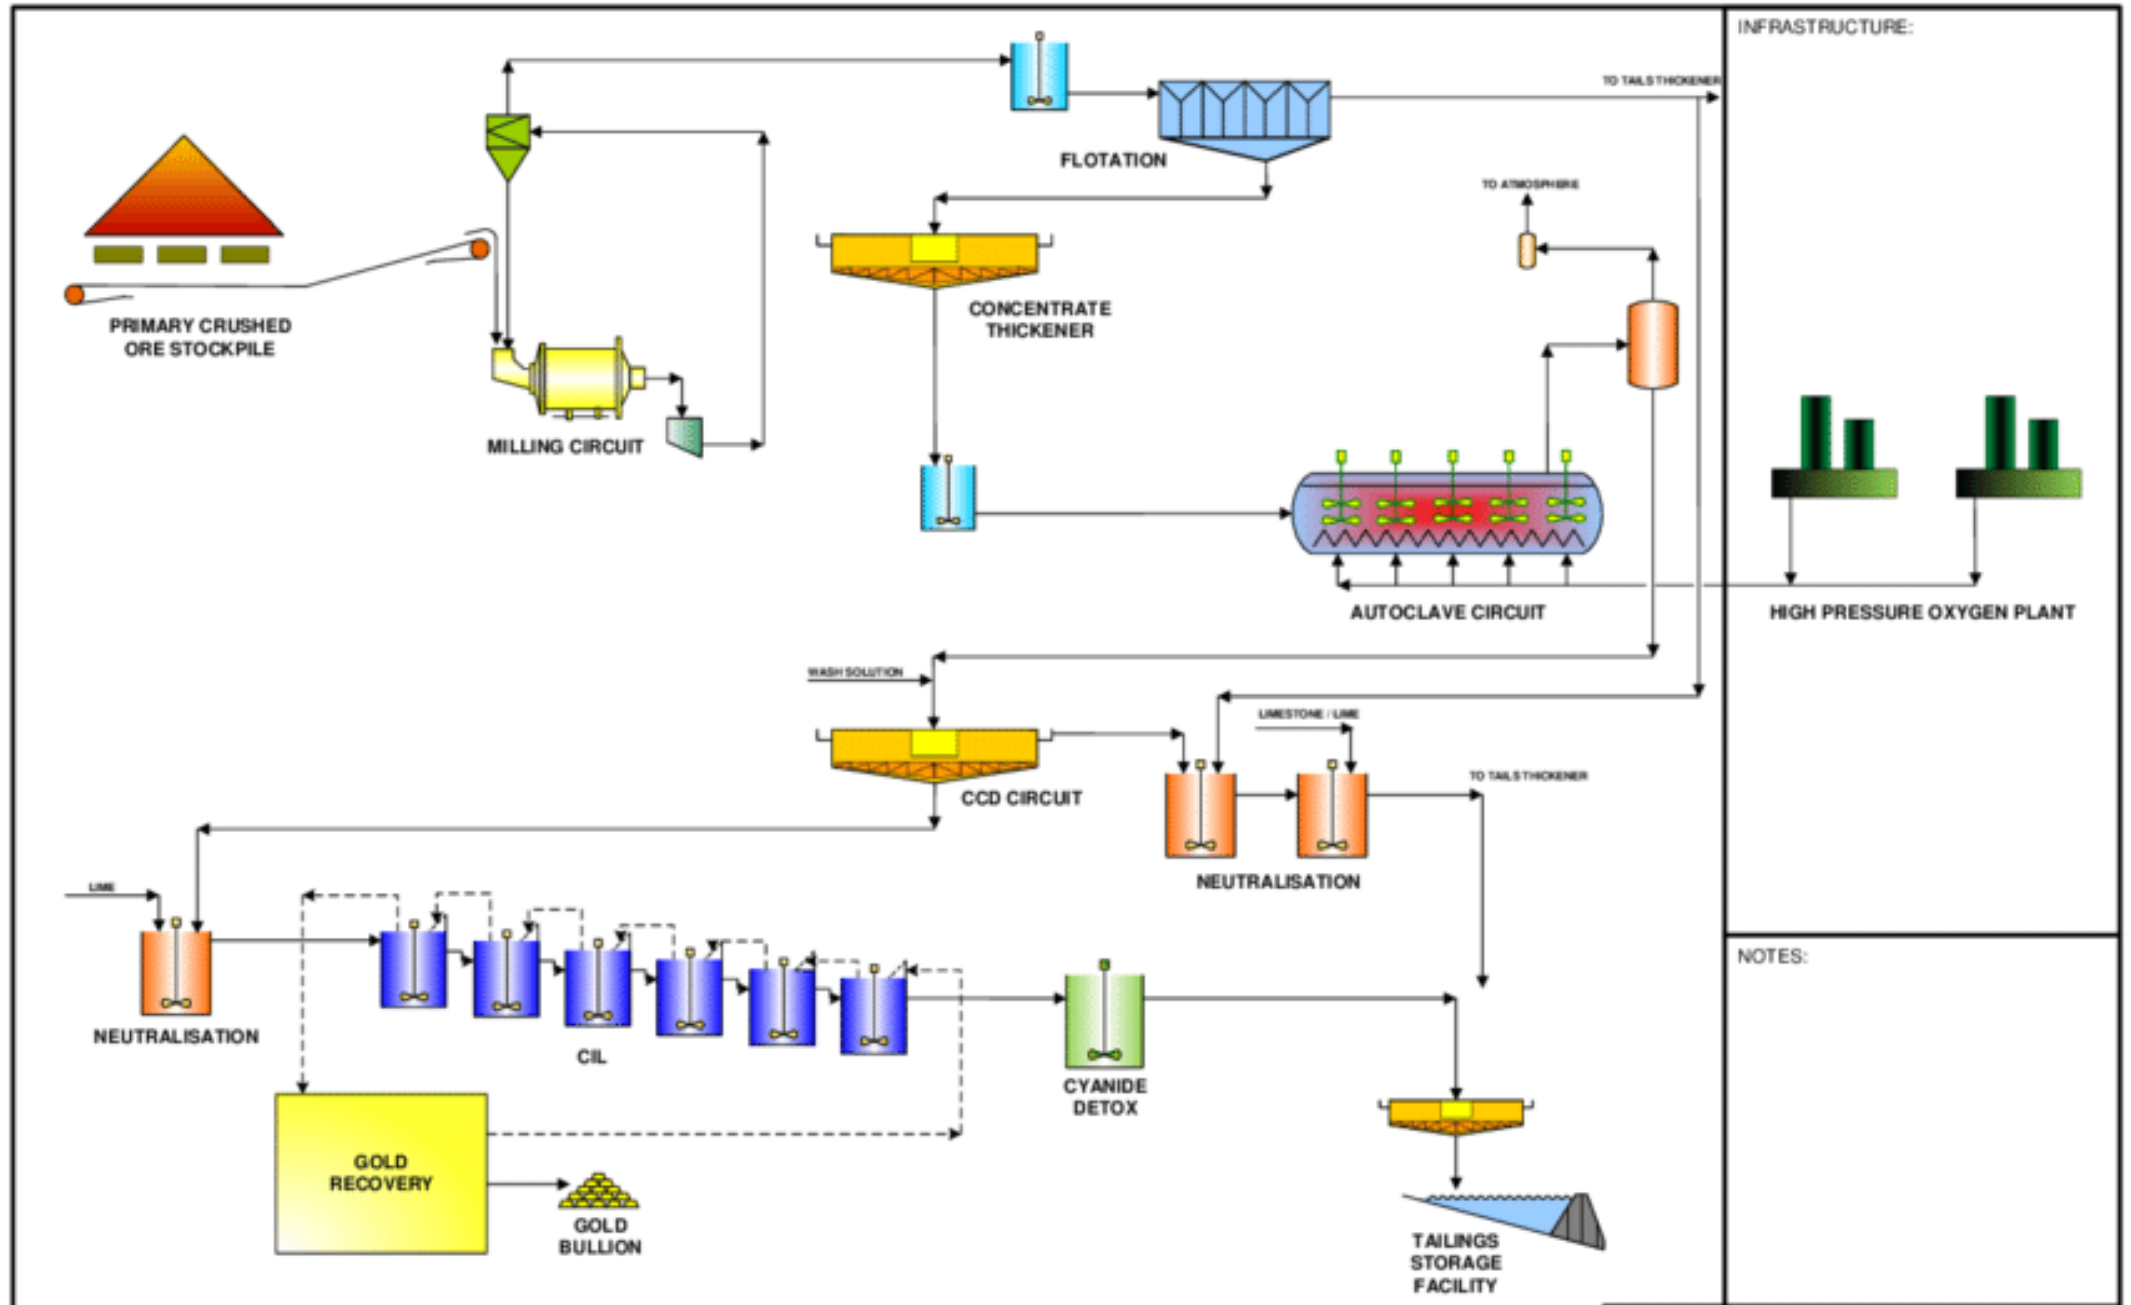 INFRASTRUCTURE:
TO TAILS THICKENER
FLOTATION
TO ATMOSPHERE
CONCENTRATE
THICKENER
PRIMARY CRUSHED
ORE STOCKPILE
MILLING CIRCUIT
AUTOCLAVE CIRCUIT
HIGH PRESSURE OXYGEN PLANT
WASH SOLUTION
LIMESTONE / LIME
TO TAILS THICKENER
CCD CIRCUIT
NEUTRALISATION
LIME
NOTES:
NEUTRALISATION
CIL
CYANIDE
DETOX
GOLD
RECOVERY
GOLD
BULLION
TAILINGS
STORAGE
FACILITY